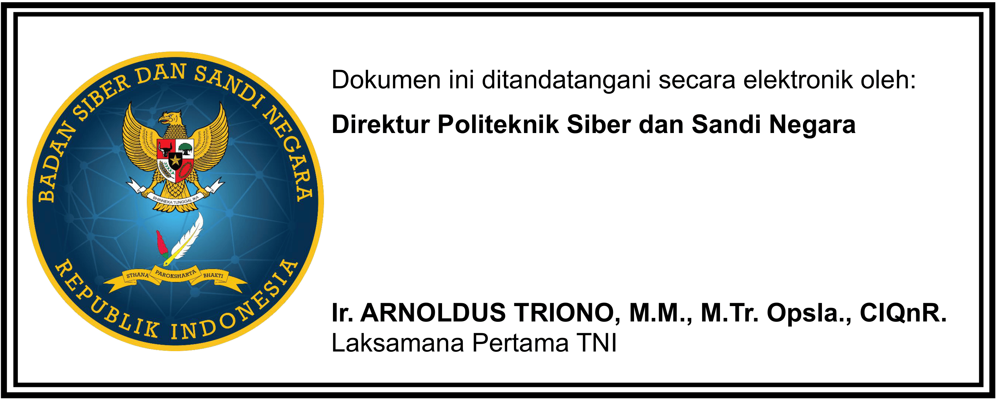 BADAN SIBER DAN SANDI NEGARA
BHINNEKA TUNGGAL IKA
STHANA PAROKSHARTA BHAKTI
REPUBLIK INDONESIA
Dokumen ini ditandatangani secara elektronik oleh:
Direktur Politeknik Siber dan Sandi Negara
Ir. ARNOLDUS TRIONO, M.M., M.Tr. Opsla., CIQnR.
Laksamana Pertama TNI